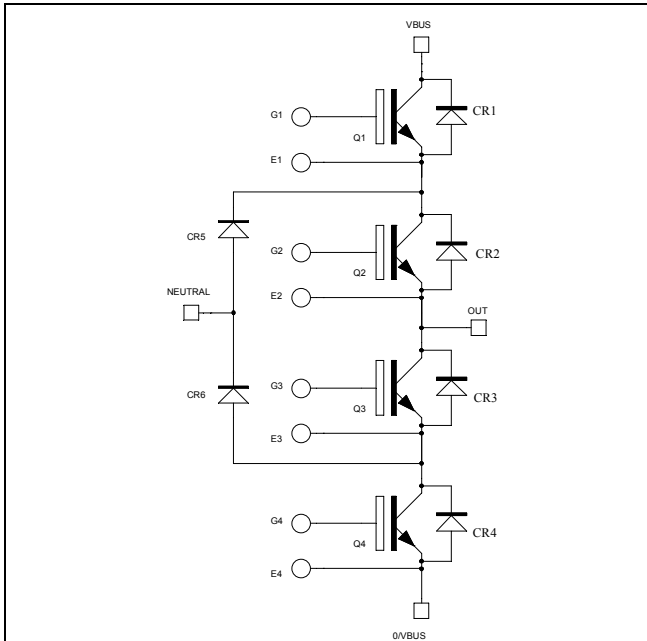 VBUS
G1
Q1
CR1
E1
CR5
G2
Q2
CR2
NEUTRAL
E2
OUT
CR6
G3
Q3
CR3
E3
G4
Q4
CR4
E4
0/VBUS